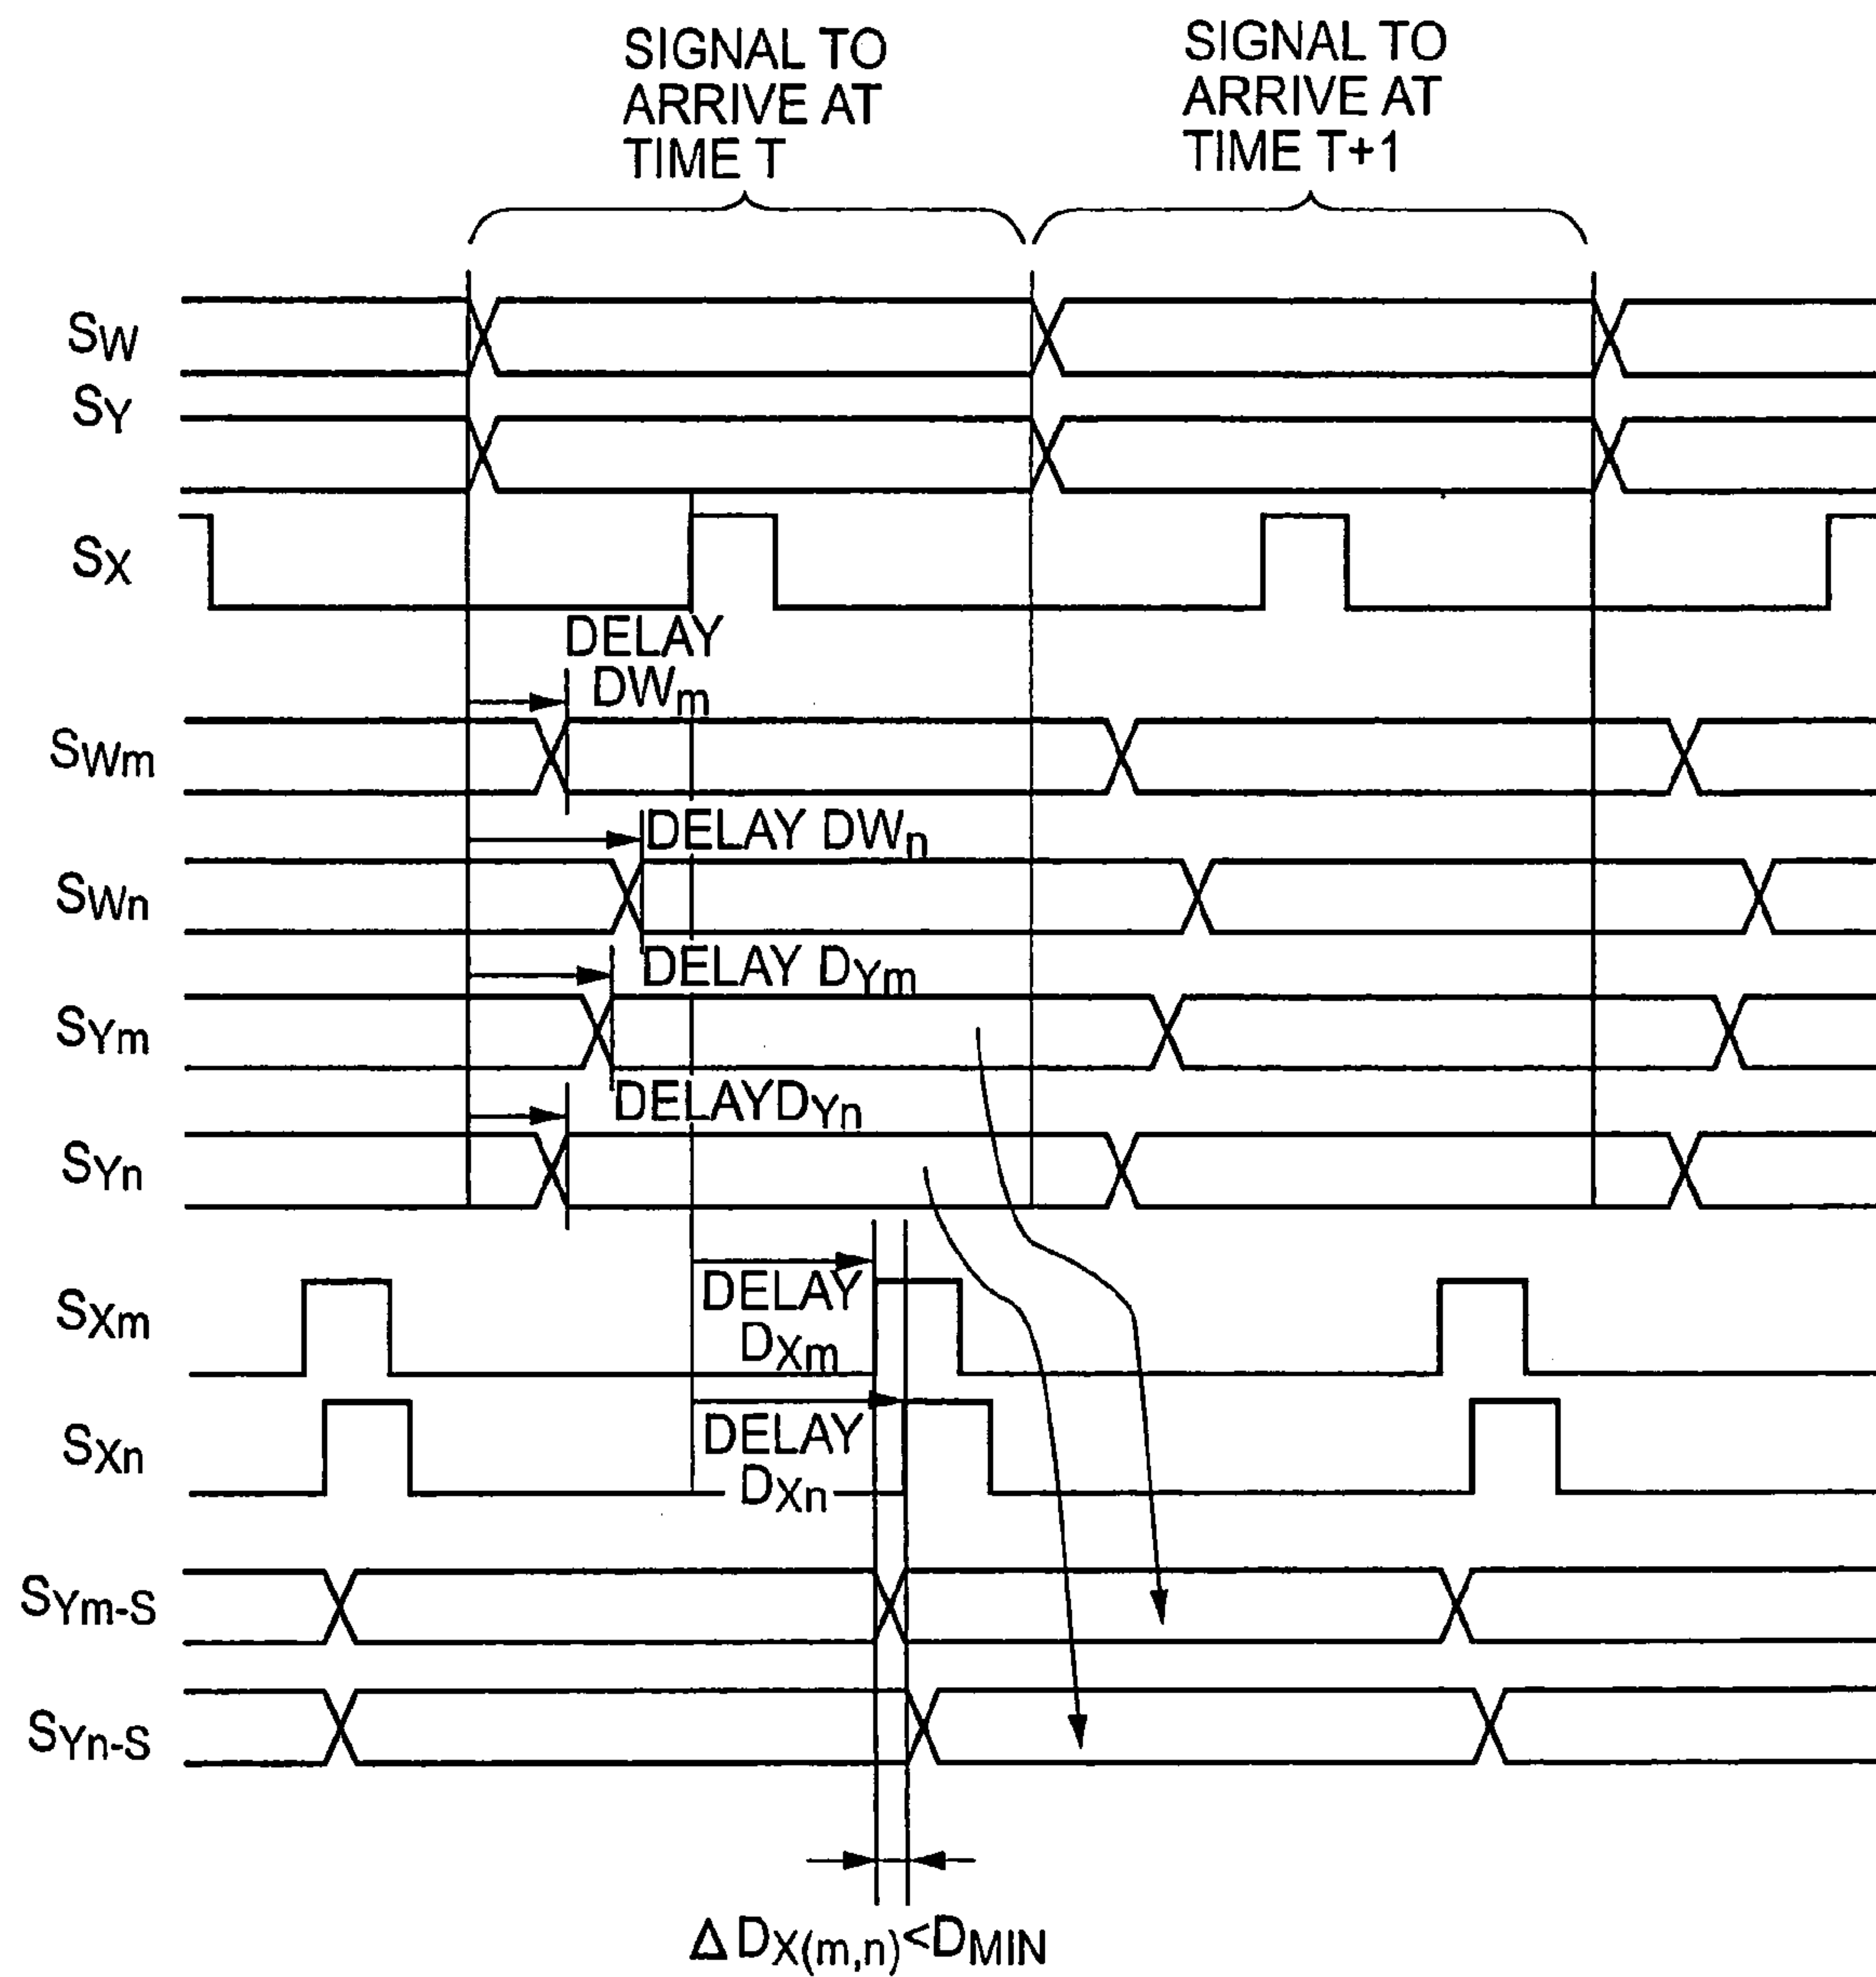 SIGNAL TO
ARRIVE AT
TIME T
SIGNAL TO
ARRIVE AT
TIME T+1
SW
SY
SX
DELAY
DWm
SWm
DELAY DWn
SWn
DELAY DYm
SYm
DELAYDYn
SYn
DELAY
DXm
SXm
DELAY
DXn
SXn
SYm-S
SYn-S
ΔDX(m,n)<DMIN